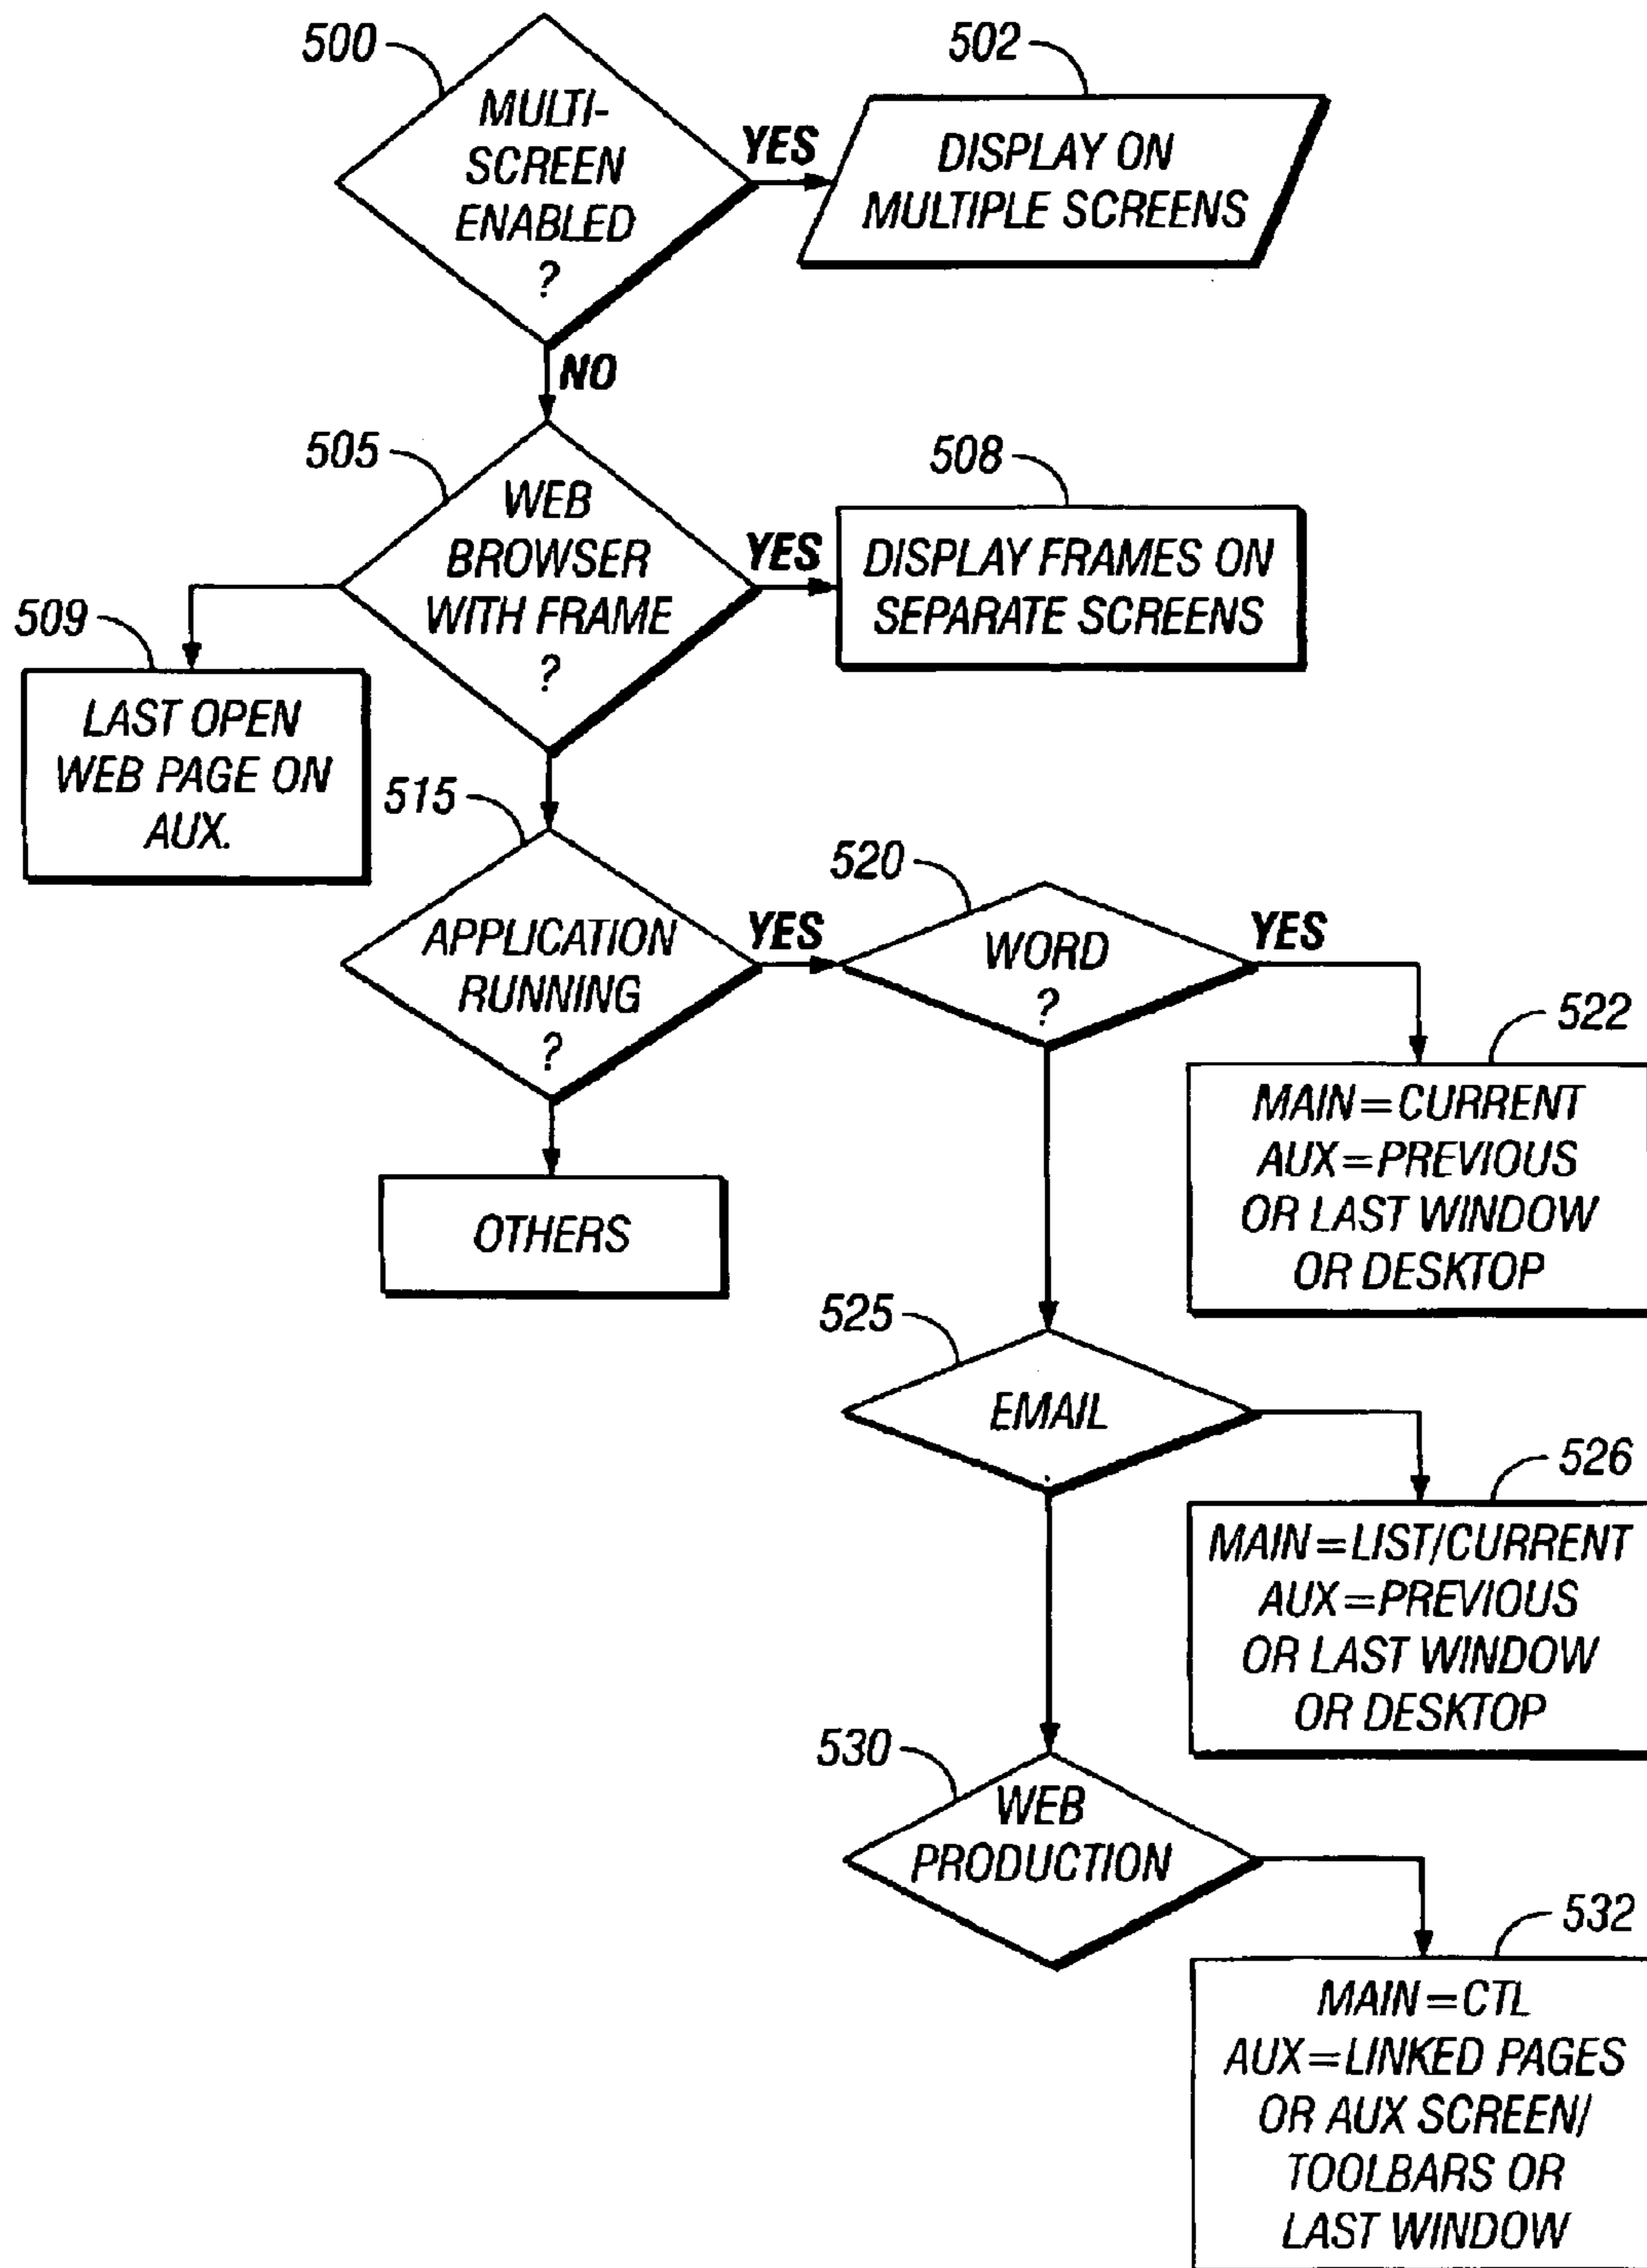 500
MULTI-
SCREEN
ENABLED
?
YES
502
DISPLAY ON
MULTIPLE SCREENS
NO
505
WEB
BROWSER
WITH FRAME
?
YES
508
DISPLAY FRAMES ON
SEPARATE SCREENS
509
LAST OPEN
WEB PAGE ON
AUX.
515
APPLICATION
RUNNING
?
YES
520
WORD
?
YES
522
MAIN=CURRENT
AUX=PREVIOUS
OR LAST WINDOW
OR DESKTOP
OTHERS
525
EMAIL
526
MAIN=LIST/CURRENT
AUX=PREVIOUS
OR LAST WINDOW
OR DESKTOP
530
WEB
PRODUCTION
532
MAIN=CTL
AUX=LINKED PAGES
OR AUX SCREEN/
TOOLBARS OR
LAST WINDOW